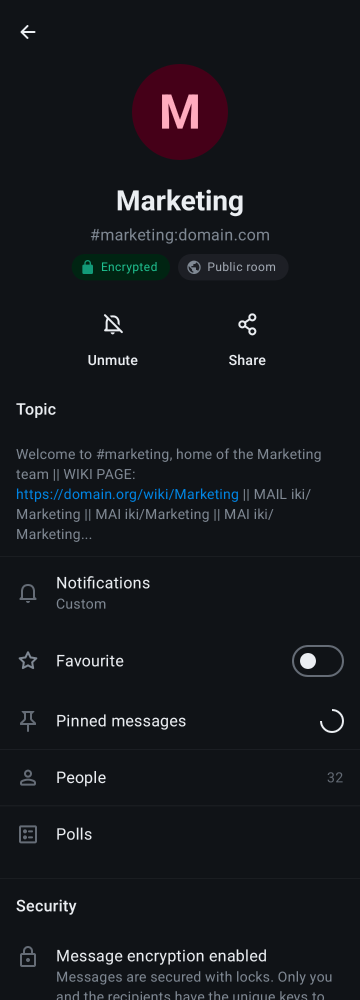 M
Marketing
#marketing:domain.com
Encrypted
Public room
Unmute
Share
Topic
Welcome to #marketing, home of the Marketing
team || WIKI PAGE:
https://domain.org/wiki/Marketing || MAIL iki/
Marketing || MAI iki/Marketing || MAI iki/
Marketing...
Notifications
Custom
Favourite
Pinned messages
People
32
Polls
Security
Message encryption enabled
Messages are secured with locks. Only you
and the recipients have the unique keys to